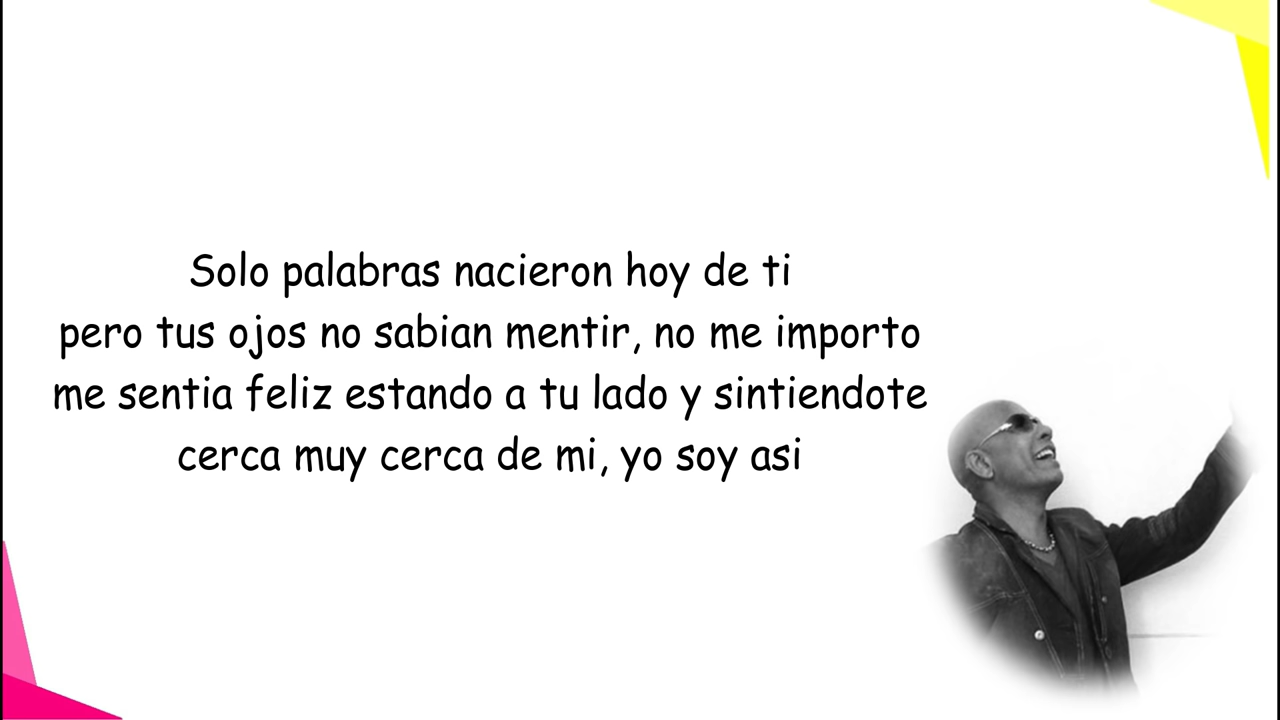 Solo palabras nacieron hoy de ti
pero tus ojos no sabian mentir, no me importo
me sentia feliz estando a tu lado y sintiendote
cerca muy cerca de mi, yo soy asi